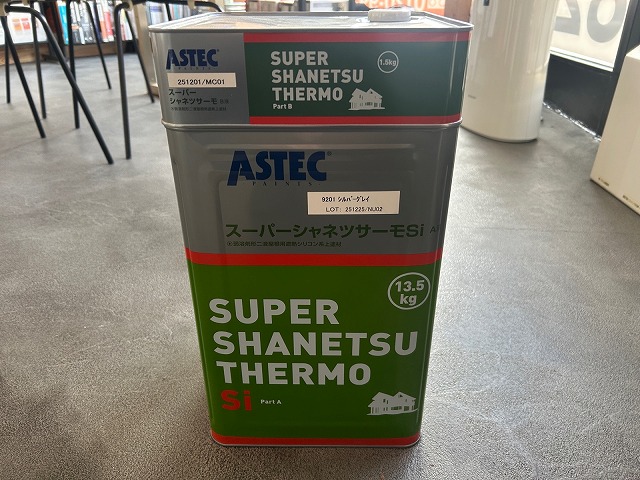 ASTEC
PAINTS
251201/MC01
スーパー
シャネツサーモ
SUPER
SHANETSU
THERMO
Part B
1.5kg
ASTEC
PAINTS
9201 シルバーグレイ
LOT: 251225/NU02
スーパーシャネツサーモSi
13.5
kg
SUPER
SHANETSU
THERMO
Si Part A